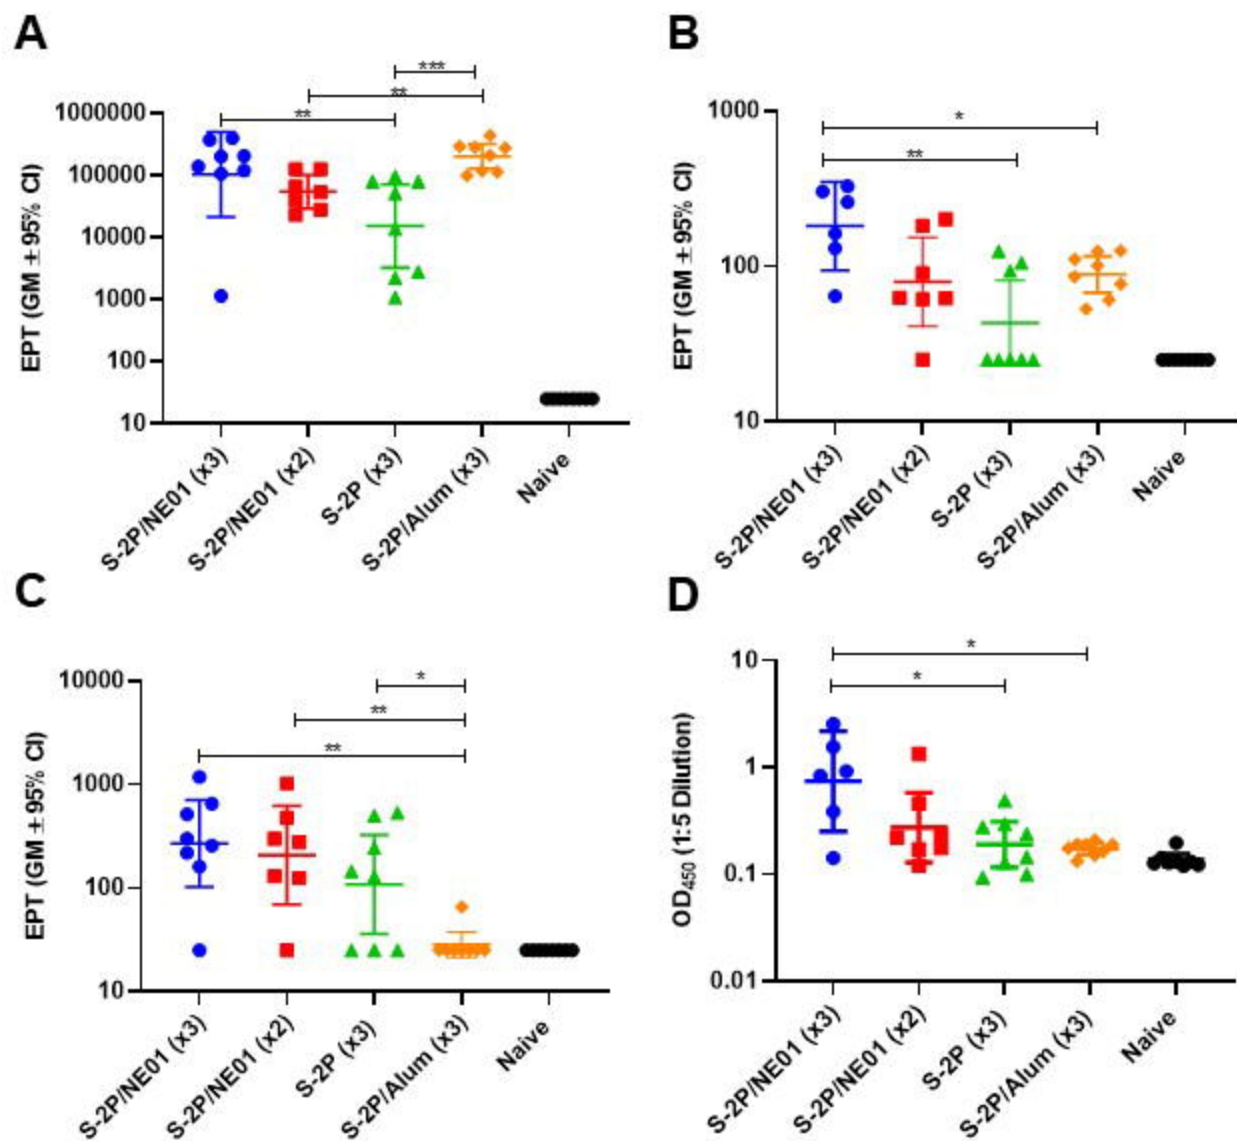 A
EPT (GM ± 95% CI)
1000000
100000
10000
1000
100
10
***
**
**
S-2P/NE01 (x3)
S-2P/NE01 (x2)
S-2P (x3)
S-2P/Alum (x3)
Naive
B
EPT (GM ± 95% CI)
1000
100
10
*
**
S-2P/NE01 (x3)
S-2P/NE01 (x2)
S-2P (x3)
S-2P/Alum (x3)
Naive
C
EPT (GM ± 95% CI)
10000
1000
100
10
*
**
**
S-2P/NE01 (x3)
S-2P/NE01 (x2)
S-2P (x3)
S-2P/Alum (x3)
Naive
D
OD450 (1:5 Dilution)
10
1
0.1
0.01
*
*
S-2P/NE01 (x3)
S-2P/NE01 (x2)
S-2P (x3)
S-2P/Alum (x3)
Naive